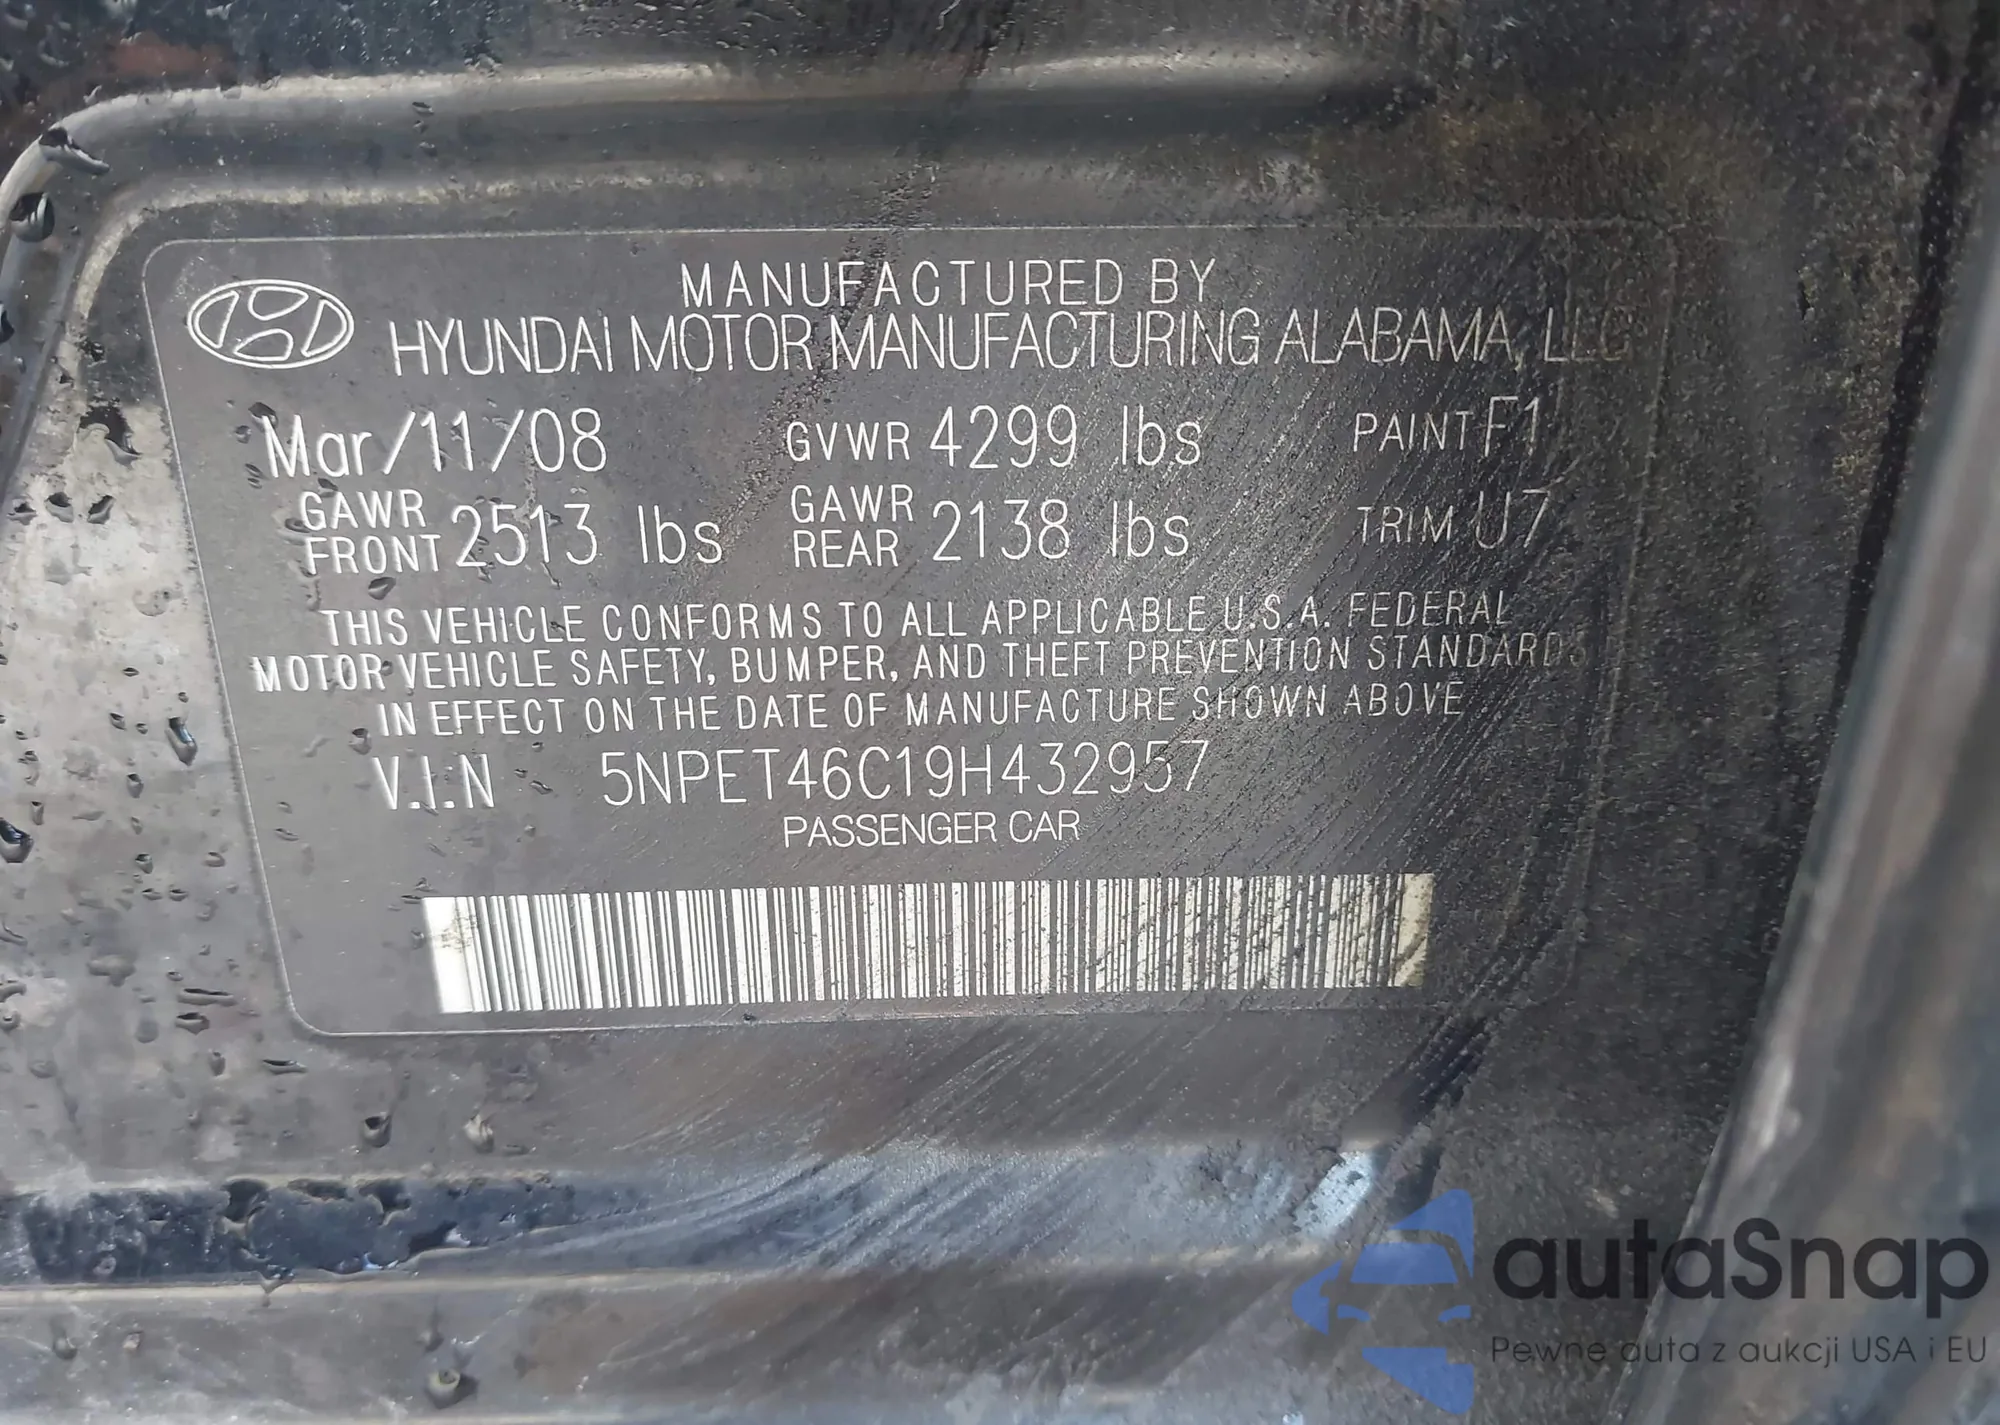 MANUFACTURED BY
HYUNDAI MOTOR MANUFACTURING ALABAMA, LLC
Mar/11/08 GVWR 4299 lbs PAINT F1
GAWR FRONT 2513 lbs GAWR REAR 2138 lbs TRIM U7
THIS VEHICLE CONFORMS TO ALL APPLICABLE U.S.A. FEDERAL
MOTOR VEHICLE SAFETY, BUMPER, AND THEFT PREVENTION STANDARDS
IN EFFECT ON THE DATE OF MANUFACTURE SHOWN ABOVE
V.I.N 5NPET46C19H432957
PASSENGER CAR
autaSnap
Pewne auta z aukcji USA i EU